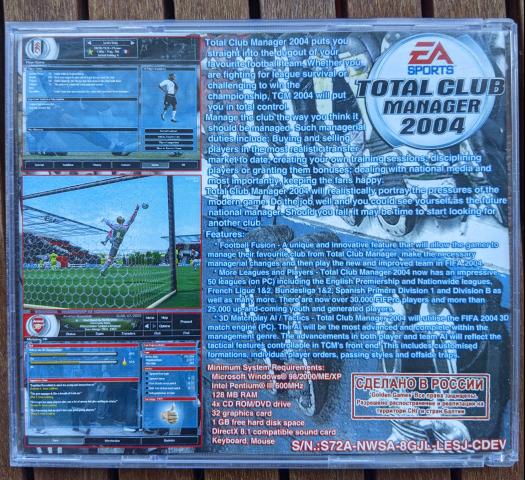 EA
SPORTS
TOTAL CLUB
MANAGER
2004
Total Club Manager 2004 puts you
straight into the dugout of your
favourite football team. Whether you
are fighting for league survival or
challenging to win the
championship, TCM 2004 will put
you in total control.
Manage the club the way you think it
should be managed. Such managerial
duties include: Buying and selling
players in the most realistic transfer
market to date, creating your own training sessions, disciplining
players or granting them bonuses; dealing with national media and
most importantly, keeping the fans happy
Total Club Manager 2004 will realistically portray the pressures of the
modern game. Do the job well and you could see yourself as the future
national manager. Should you fail, it may be time to start looking for
another club...
Features:
* Football Fusion - A unique and innovative feature that will allow the gamer to
manage their favourite club from Total Club Manager, make the necessary
managerial changes and then play the new and improved team in FIFA 2004.
* More Leagues and Players - Total Club Manager 2004 now has an impressive
50 leagues (on PC) including the English Premiership and Nationwide leagues,
French Ligue 1&2, Bundesliga 1&2, Spanish Primera Division 1 and Division B as
well as many more. There are now over 30,000 FIFPro players and more than
25,000 up-and-coming youth and generated players.
* 3D Match play AI / Tactics - Total Club Manager 2004 will utilise the FIFA 2004 3D
match engine (PC). The AI will be the most advanced and complete within the
management genre. The advancements in both player and team AI will reflect the
tactical features controllable in TCM's front end. This includes customised
formations, individual player orders, passing styles and offside traps.
Minimum System Requirements:
Microsoft Windows® 98/2000/ME/XP
Intel Pentium® III 600MHz
128 MB RAM
4x CD ROM/DVD drive
32 graphics card
1 GB free hard disk space
DirectX 8.1 compatible sound card
Keyboard, Mouse
СДЕЛАНО В РОССИИ
Golden Games. Все права защищены.
Разрешено распостранение и реализация на
територри СНГ и стран Балтии
S/N.:S72A-NWSA-8GJL-LESJ-CDEV